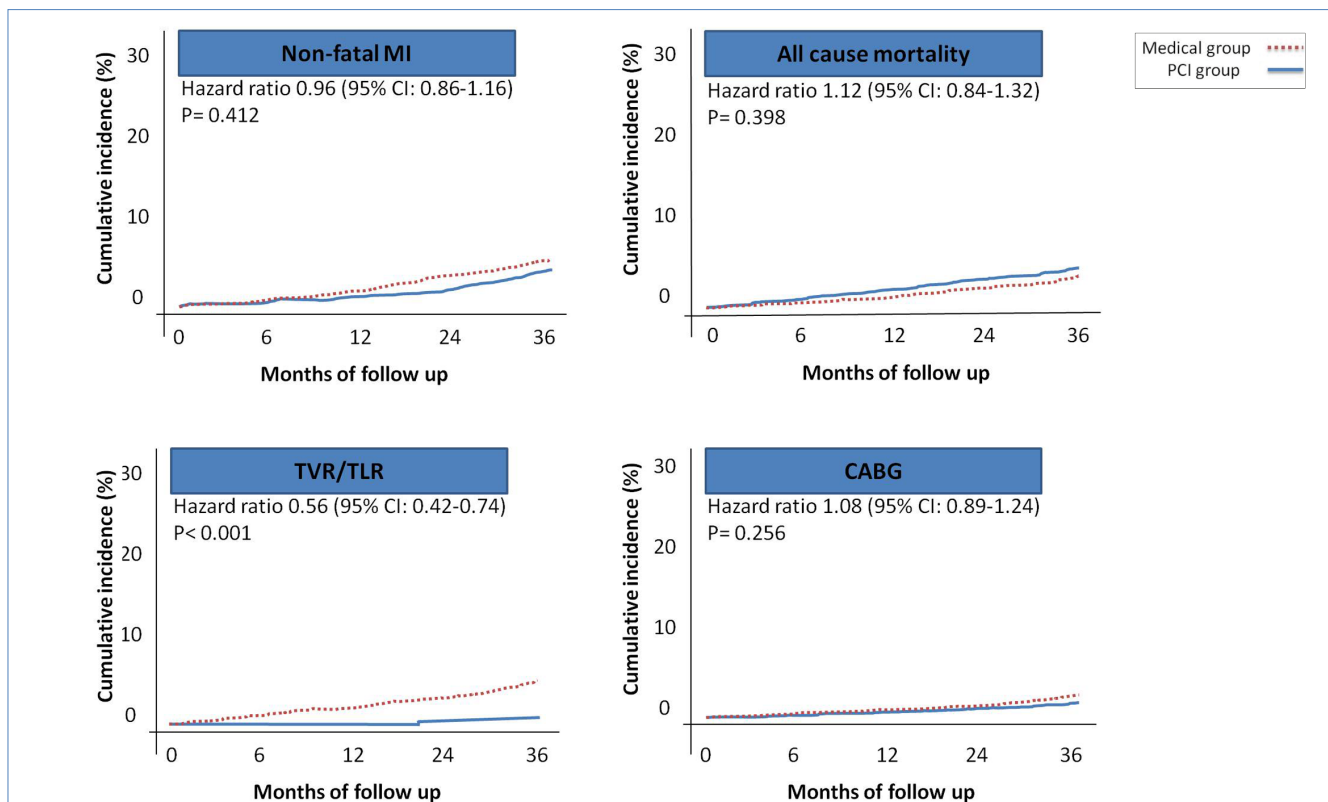 Non-fatal MI
Hazard ratio 0.96 (95% CI: 0.86-1.16)
P= 0.412
Cumulative incidence (%)
30
20
10
0
0 6 12 24 36
Months of follow up
All cause mortality
Hazard ratio 1.12 (95% CI: 0.84-1.32)
P= 0.398
Cumulative incidence (%)
30
20
10
0
0 6 12 24 36
Months of follow up
Medical group
PCI group
TVR/TLR
Hazard ratio 0.56 (95% CI: 0.42-0.74)
P< 0.001
Cumulative incidence (%)
30
20
10
0
0 6 12 24 36
Months of follow up
CABG
Hazard ratio 1.08 (95% CI: 0.89-1.24)
P= 0.256
Cumulative incidence (%)
30
20
10
0
0 6 12 24 36
Months of follow up